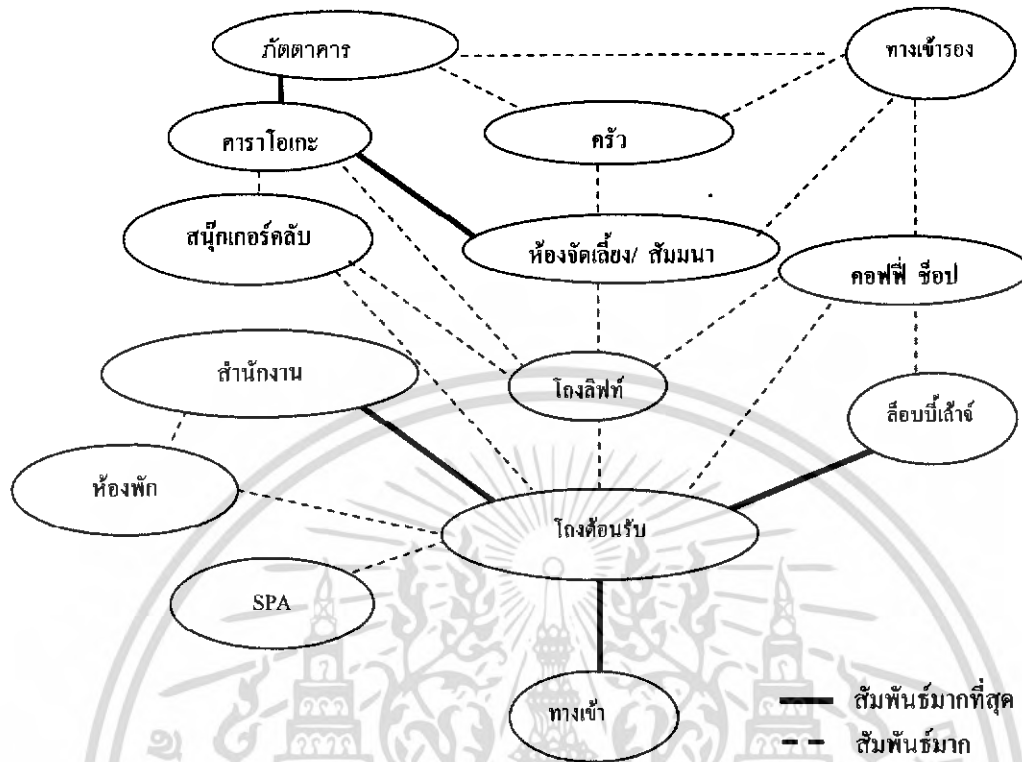 ภัตตาคาร
ทางเข้ารอง
คาราโอเกะ
ครัว
สนุ๊กเกอร์คลับ
ห้องจัดเลี้ยง/ สัมมนา
คอฟฟี่ ช็อป
สำนักงาน
โถงลิฟท์
ล็อบบี้เล้าจ์
ห้องพัก
โถงต้อนรับ
SPA
ทางเข้า
สัมพันธ์มากที่สุด
สัมพันธ์มาก